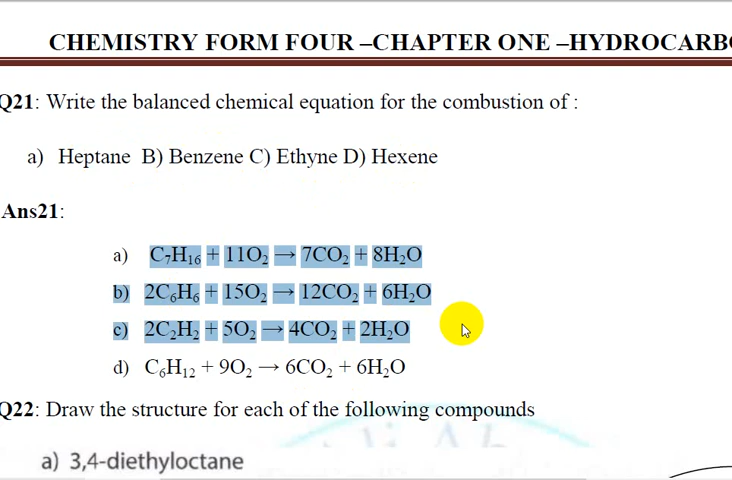 CHEMISTRY FORM FOUR –CHAPTER ONE –HYDROCARB
Q21: Write the balanced chemical equation for the combustion of :
a) Heptane B) Benzene C) Ethyne D) Hexene
Ans21:
a) C₇H₁₆ + 11O₂ → 7CO₂ + 8H₂O
b) 2C₆H₆ + 15O₂ → 12CO₂ + 6H₂O
c) 2C₂H₂ + 5O₂ → 4CO₂ + 2H₂O
d) C₆H₁₂ + 9O₂ → 6CO₂ + 6H₂O
Q22: Draw the structure for each of the following compounds
a) 3,4-diethyloctane